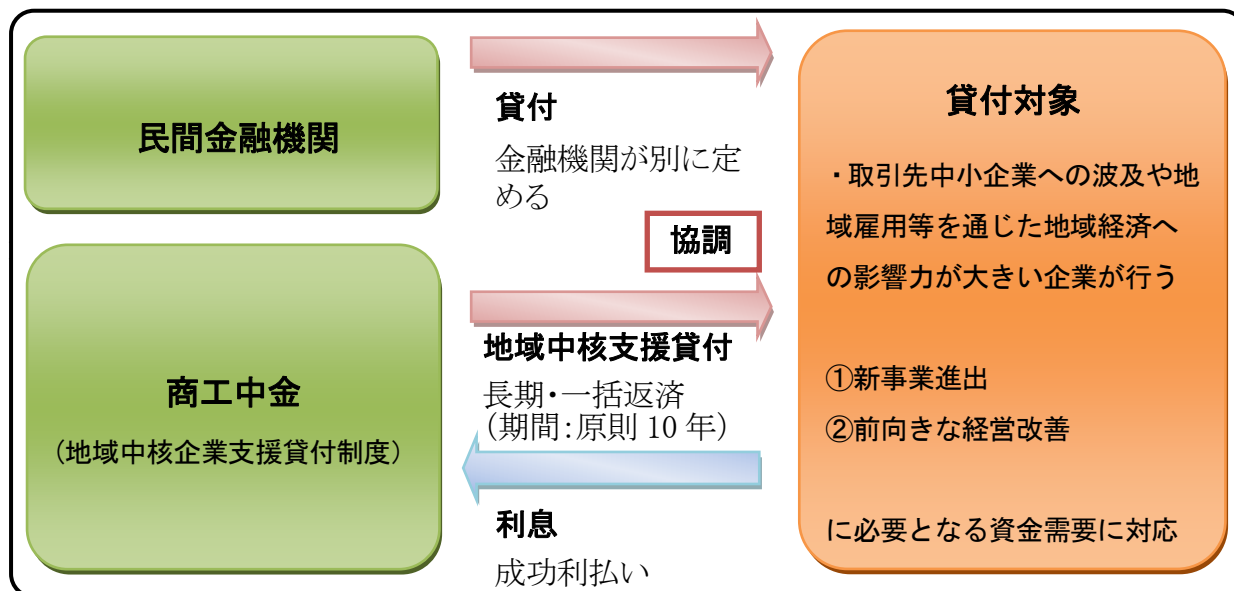 民間金融機関
貸付
金融機関が別に定
める
協調
商工中金
（地域中核企業支援貸付制度）
地域中核支援貸付
長期・一括返済
（期間：原則 10 年）
利息
成功利払い
貸付対象
・取引先中小企業への波及や地
域雇用等を通じた地域経済へ
の影響力が大きい企業が行う
①新事業進出
②前向きな経営改善
に必要となる資金需要に対応